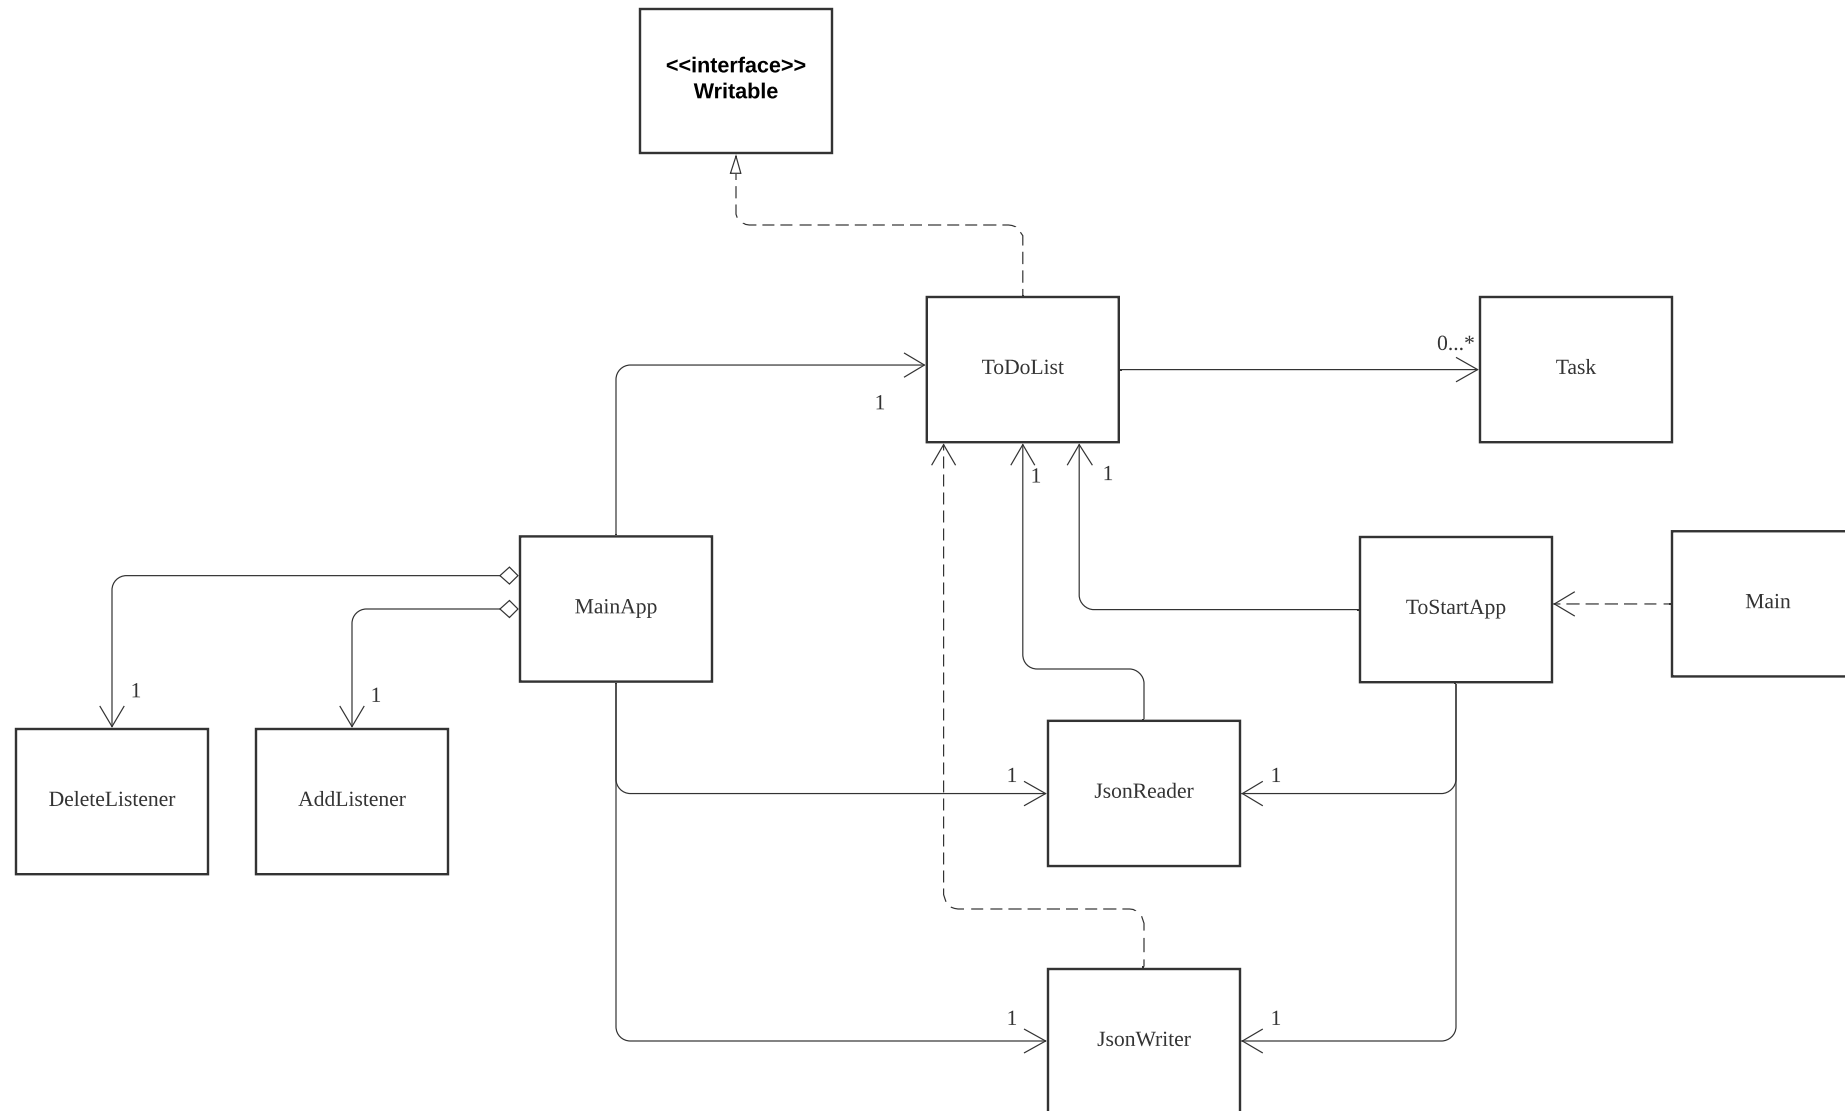 <<interface>>
Writable
0...*
ToDoList
Task
1
1
1
MainApp
ToStartApp
Main
1
1
1
1
DeleteListener
AddListener
JsonReader
1
1
JsonWriter